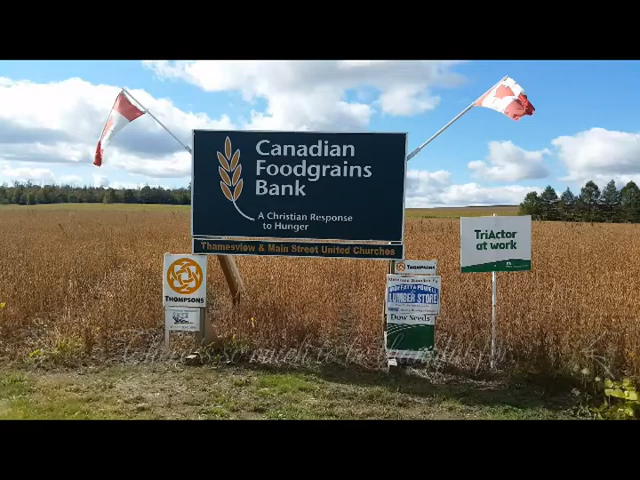 Canadian
Foodgrains
Bank
A Christian Response
to Hunger
Thamesview & Main Street United Churches
TriActor
at work
THOMPSONS
THOMPSONS
LUMBER STORE
Dow Seeds